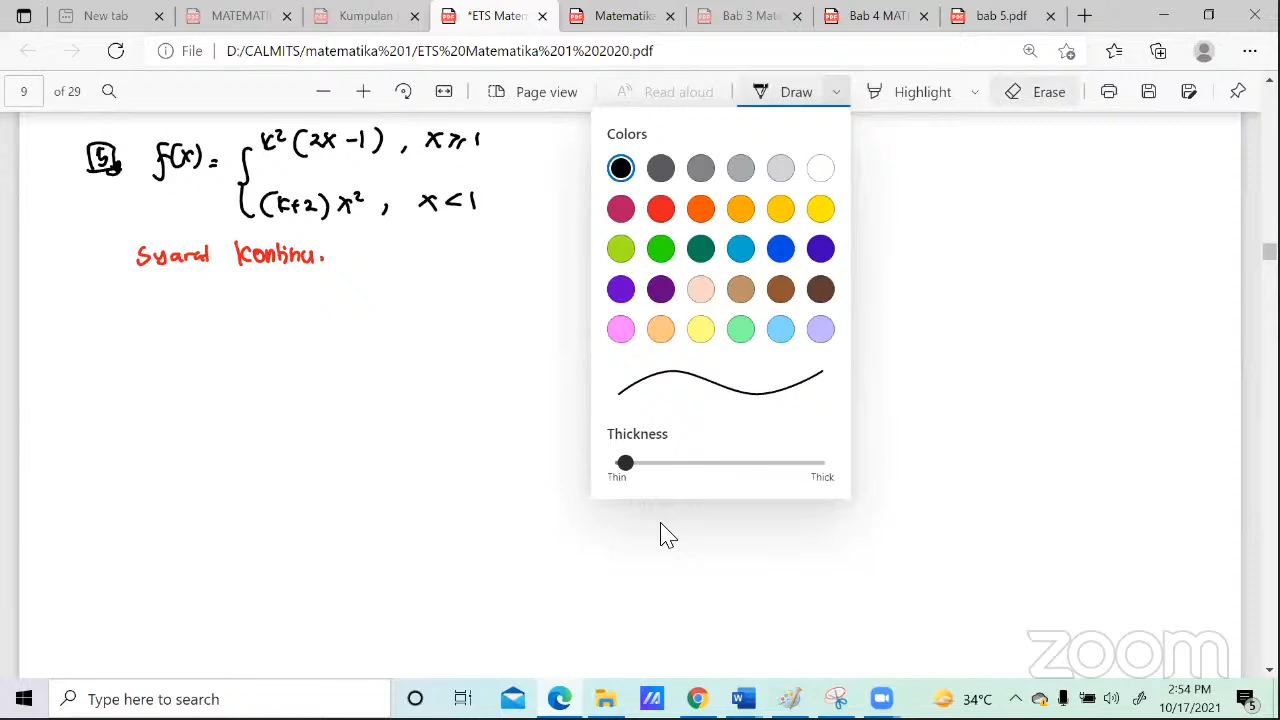 New tab
MATEMATI
Kumpulan
*ETS Matem
Matematika
Bab 3 Mate
Bab 4 MAT
bab 5.pdf
File
D:/CALMITS/matematika%201/ETS%20Matematika%201%202020.pdf
9 of 29
Page view
Read aloud
Draw
Highlight
Erase
5. f(x) = { k² (2x - 1) , x ≥ 1
(k+2) x² , x < 1
Syarat kontinu.
Colors
Thickness
Thin
Thick
zoom
Type here to search
34°C
2:54 PM
10/17/2021
5